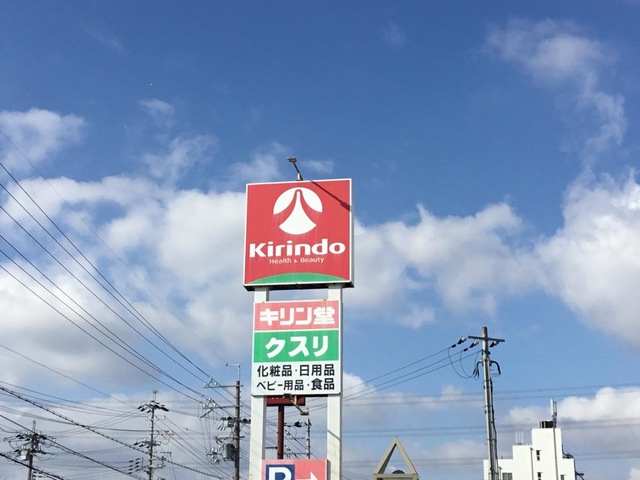 Kirindo
Health & Beauty
キリン堂
クスリ
化粧品・日用品
ベビー用品・食品
P